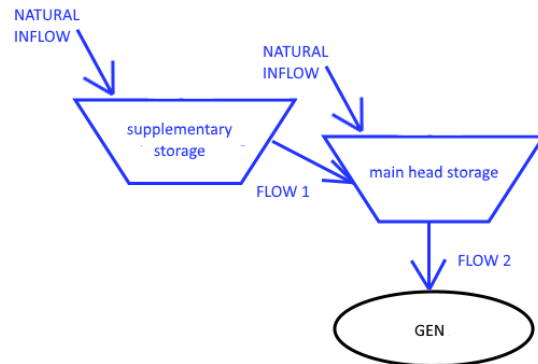 NATURAL
INFLOW
NATURAL
INFLOW
supplementary
storage
main head storage
FLOW 1
FLOW 2
GEN